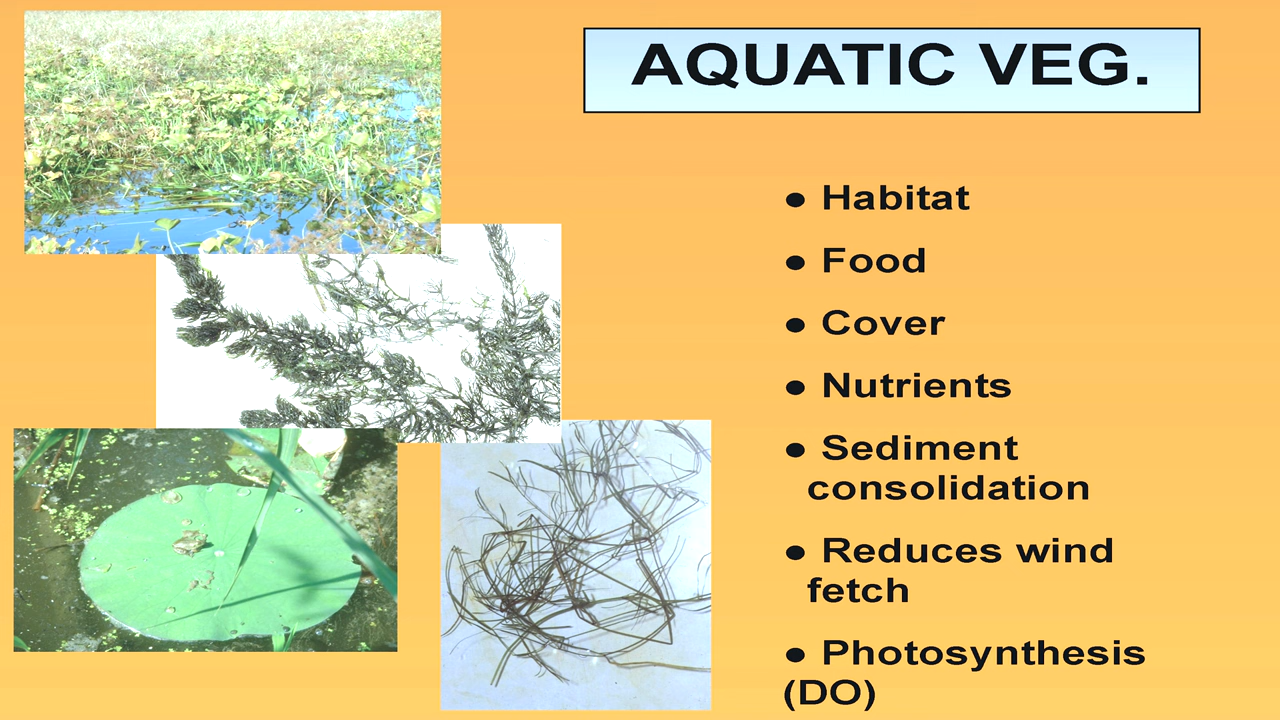 AQUATIC VEG.
• Habitat
• Food
• Cover
• Nutrients
• Sediment
consolidation
• Reduces wind
fetch
• Photosynthesis
(DO)